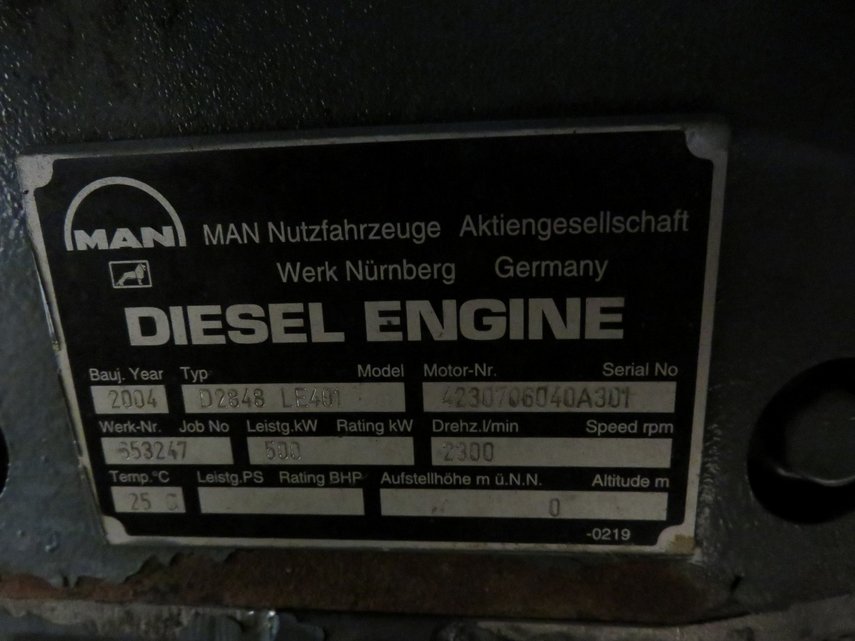 MAN MAN Nutzfahrzeuge Aktiengesellschaft
Werk Nürnberg Germany
DIESEL ENGINE
Bauj. Year Typ Model Motor-Nr. Serial No
2004 D2848 LE401 4230706040A301
Werk-Nr. Job No Leistg.kW Rating kW Drehz.l/min Speed rpm
653247 500 2300
Temp.°C Leistg.PS Rating BHP Aufstellhöhe m ü.N.N. Altitude m
25 0
-0219